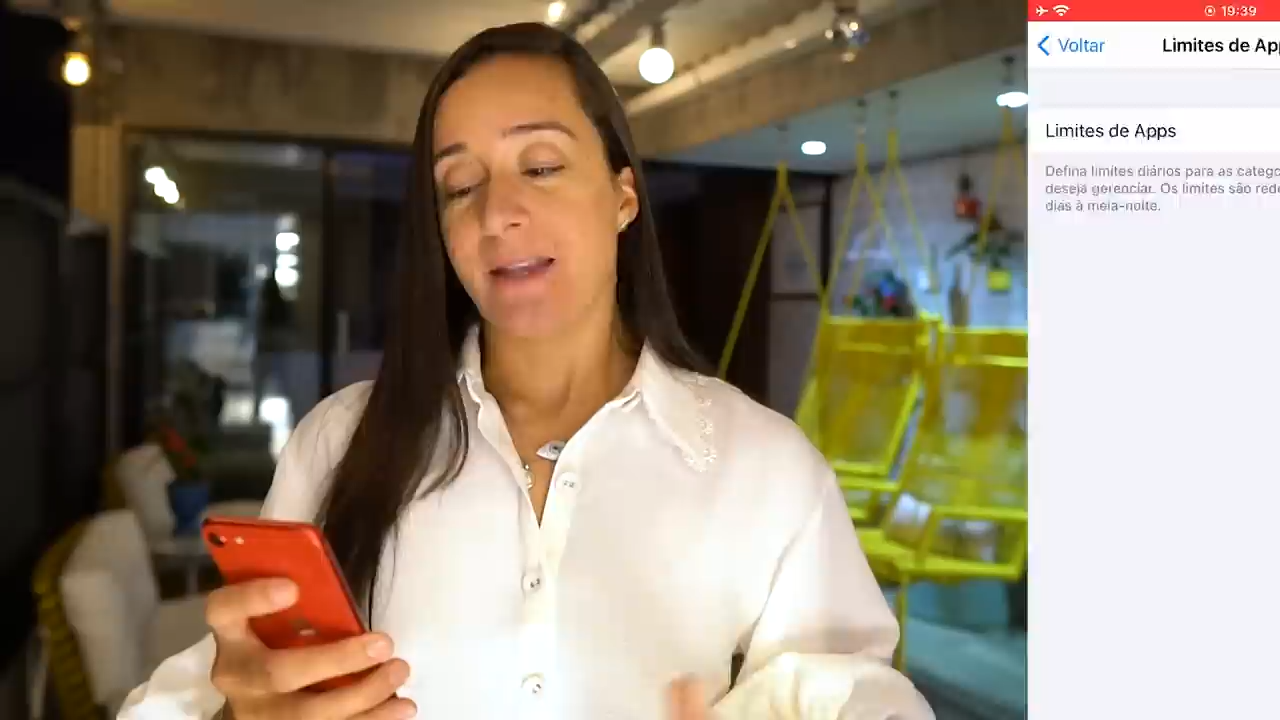 19:39
Voltar
Limites de Ap
Limites de Apps
Defina limites diários para as catego
deseja gerenciar. Os limites são red
dias à meia-noite.